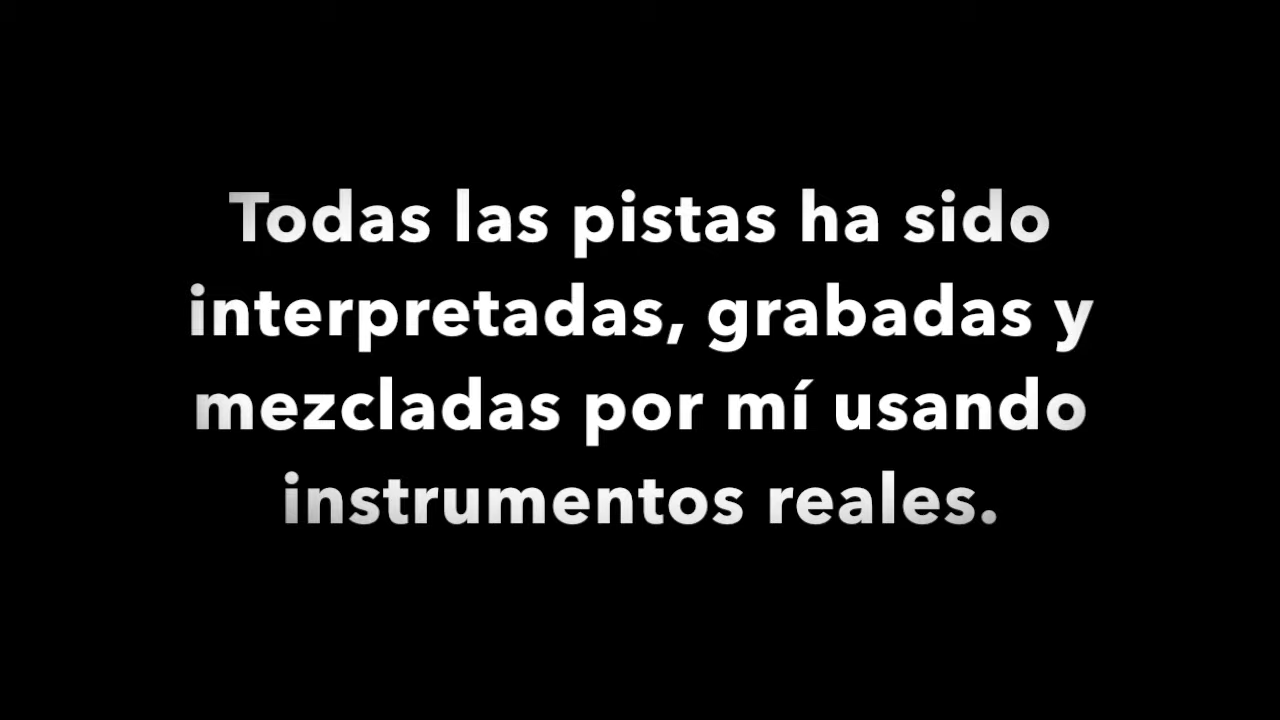 Todas las pistas ha sido
interpretadas, grabadas y
mezcladas por mí usando
instrumentos reales.